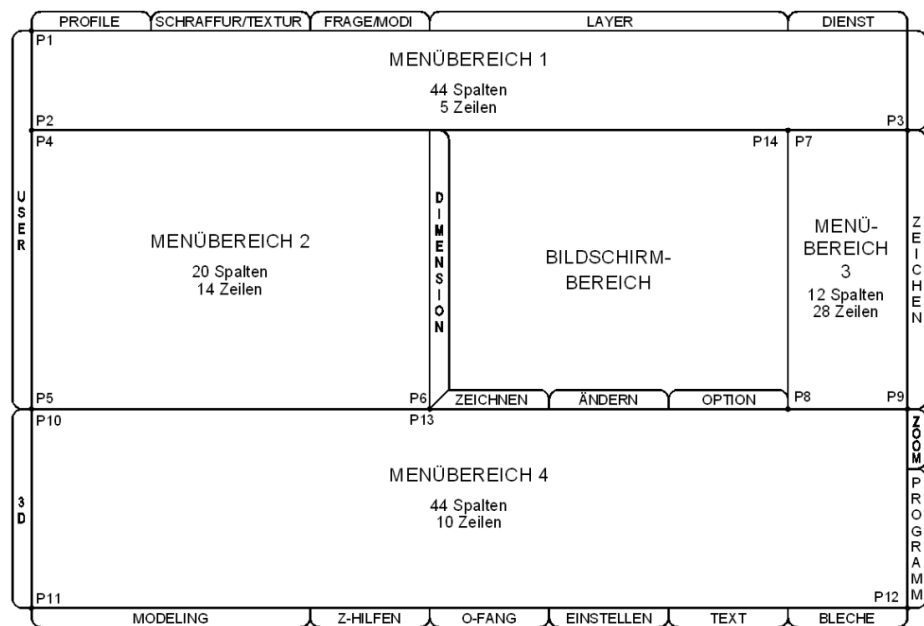 PROFILE
SCHRAFFUR/TEXTUR
FRAGE/MODI
LAYER
DIENST
P1
MENÜBEREICH 1
44 Spalten
5 Zeilen
P2
P3
P4
P14
P7
USER
DIMENSION
MENÜBEREICH 2
20 Spalten
14 Zeilen
BILDSCHIRM-
BEREICH
MENÜ-
BEREICH
3
12 Spalten
28 Zeilen
ZEICHEN
P5
P6
ZEICHNEN
ÄNDERN
OPTION
P8
P9
P10
P13
ZOOM
MENÜBEREICH 4
44 Spalten
10 Zeilen
3D
PROGRAMM
P11
P12
MODELING
Z-HILFEN
O-FANG
EINSTELLEN
TEXT
BLECHE